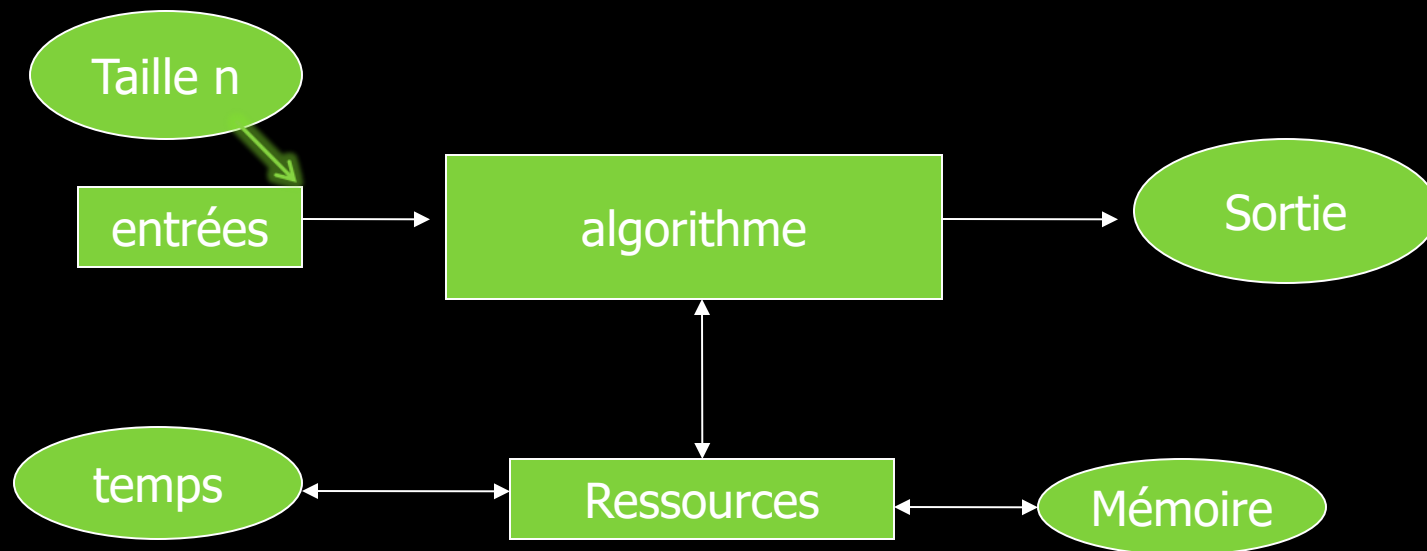 Taille n
entrées
algorithme
Sortie
temps
Ressources
Mémoire